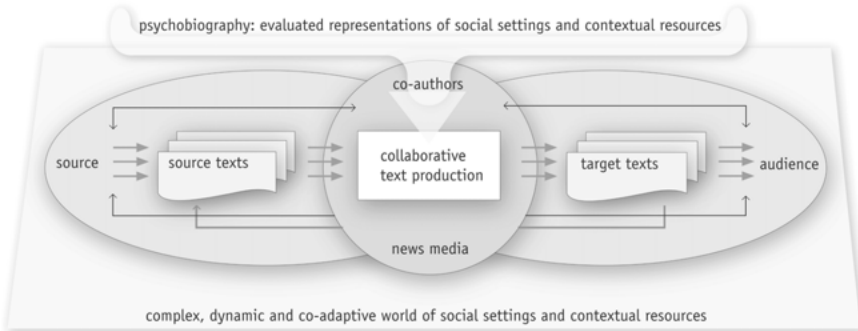 psychobiography: evaluated representations of social settings and contextual resources
co-authors
source
source texts
collaborative
text production
target texts
audience
news media
complex, dynamic and co-adaptive world of social settings and contextual resources